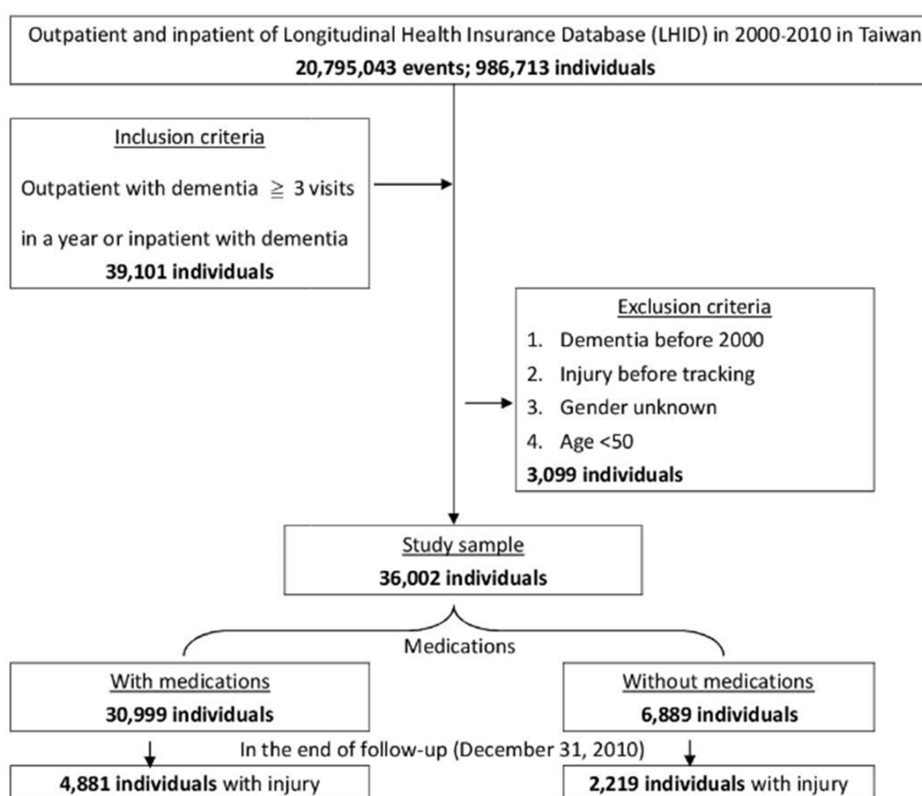 Outpatient and inpatient of Longitudinal Health Insurance Database (LHID) in 2000-2010 in Taiwan
20,795,043 events; 986,713 individuals
Inclusion criteria
Outpatient with dementia ≧ 3 visits
in a year or inpatient with dementia
39,101 individuals
Exclusion criteria
1. Dementia before 2000
2. Injury before tracking
3. Gender unknown
4. Age <50
3,099 individuals
Study sample
36,002 individuals
Medications
With medications
30,999 individuals
Without medications
6,889 individuals
In the end of follow-up (December 31, 2010)
4,881 individuals with injury
2,219 individuals with injury